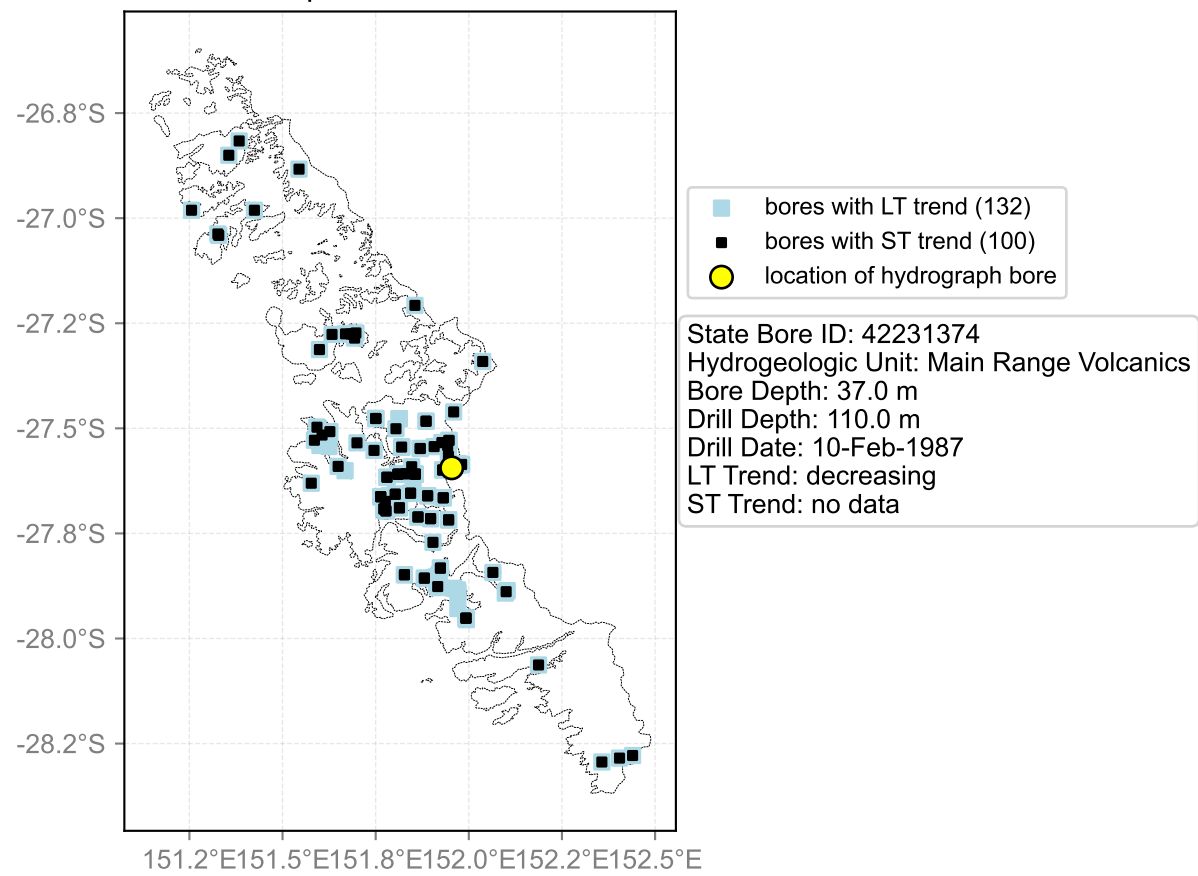 -26.8°S
-27.0°S
-27.2°S
-27.5°S
-27.8°S
-28.0°S
-28.2°S
151.2°E151.5°E151.8°E152.0°E152.2°E152.5°E
bores with LT trend (132)
bores with ST trend (100)
location of hydrograph bore
State Bore ID: 42231374
Hydrogeologic Unit: Main Range Volcanics
Bore Depth: 37.0 m
Drill Depth: 110.0 m
Drill Date: 10-Feb-1987
LT Trend: decreasing
ST Trend: no data